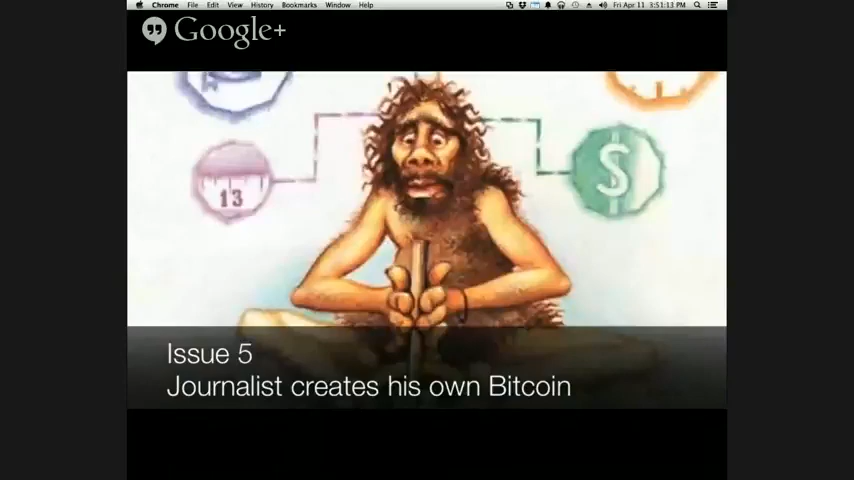 Chrome File Edit View History Bookmarks Window Help Fri Apr 11 3:51:13 PM
Google+
13
$
Issue 5
Journalist creates his own Bitcoin